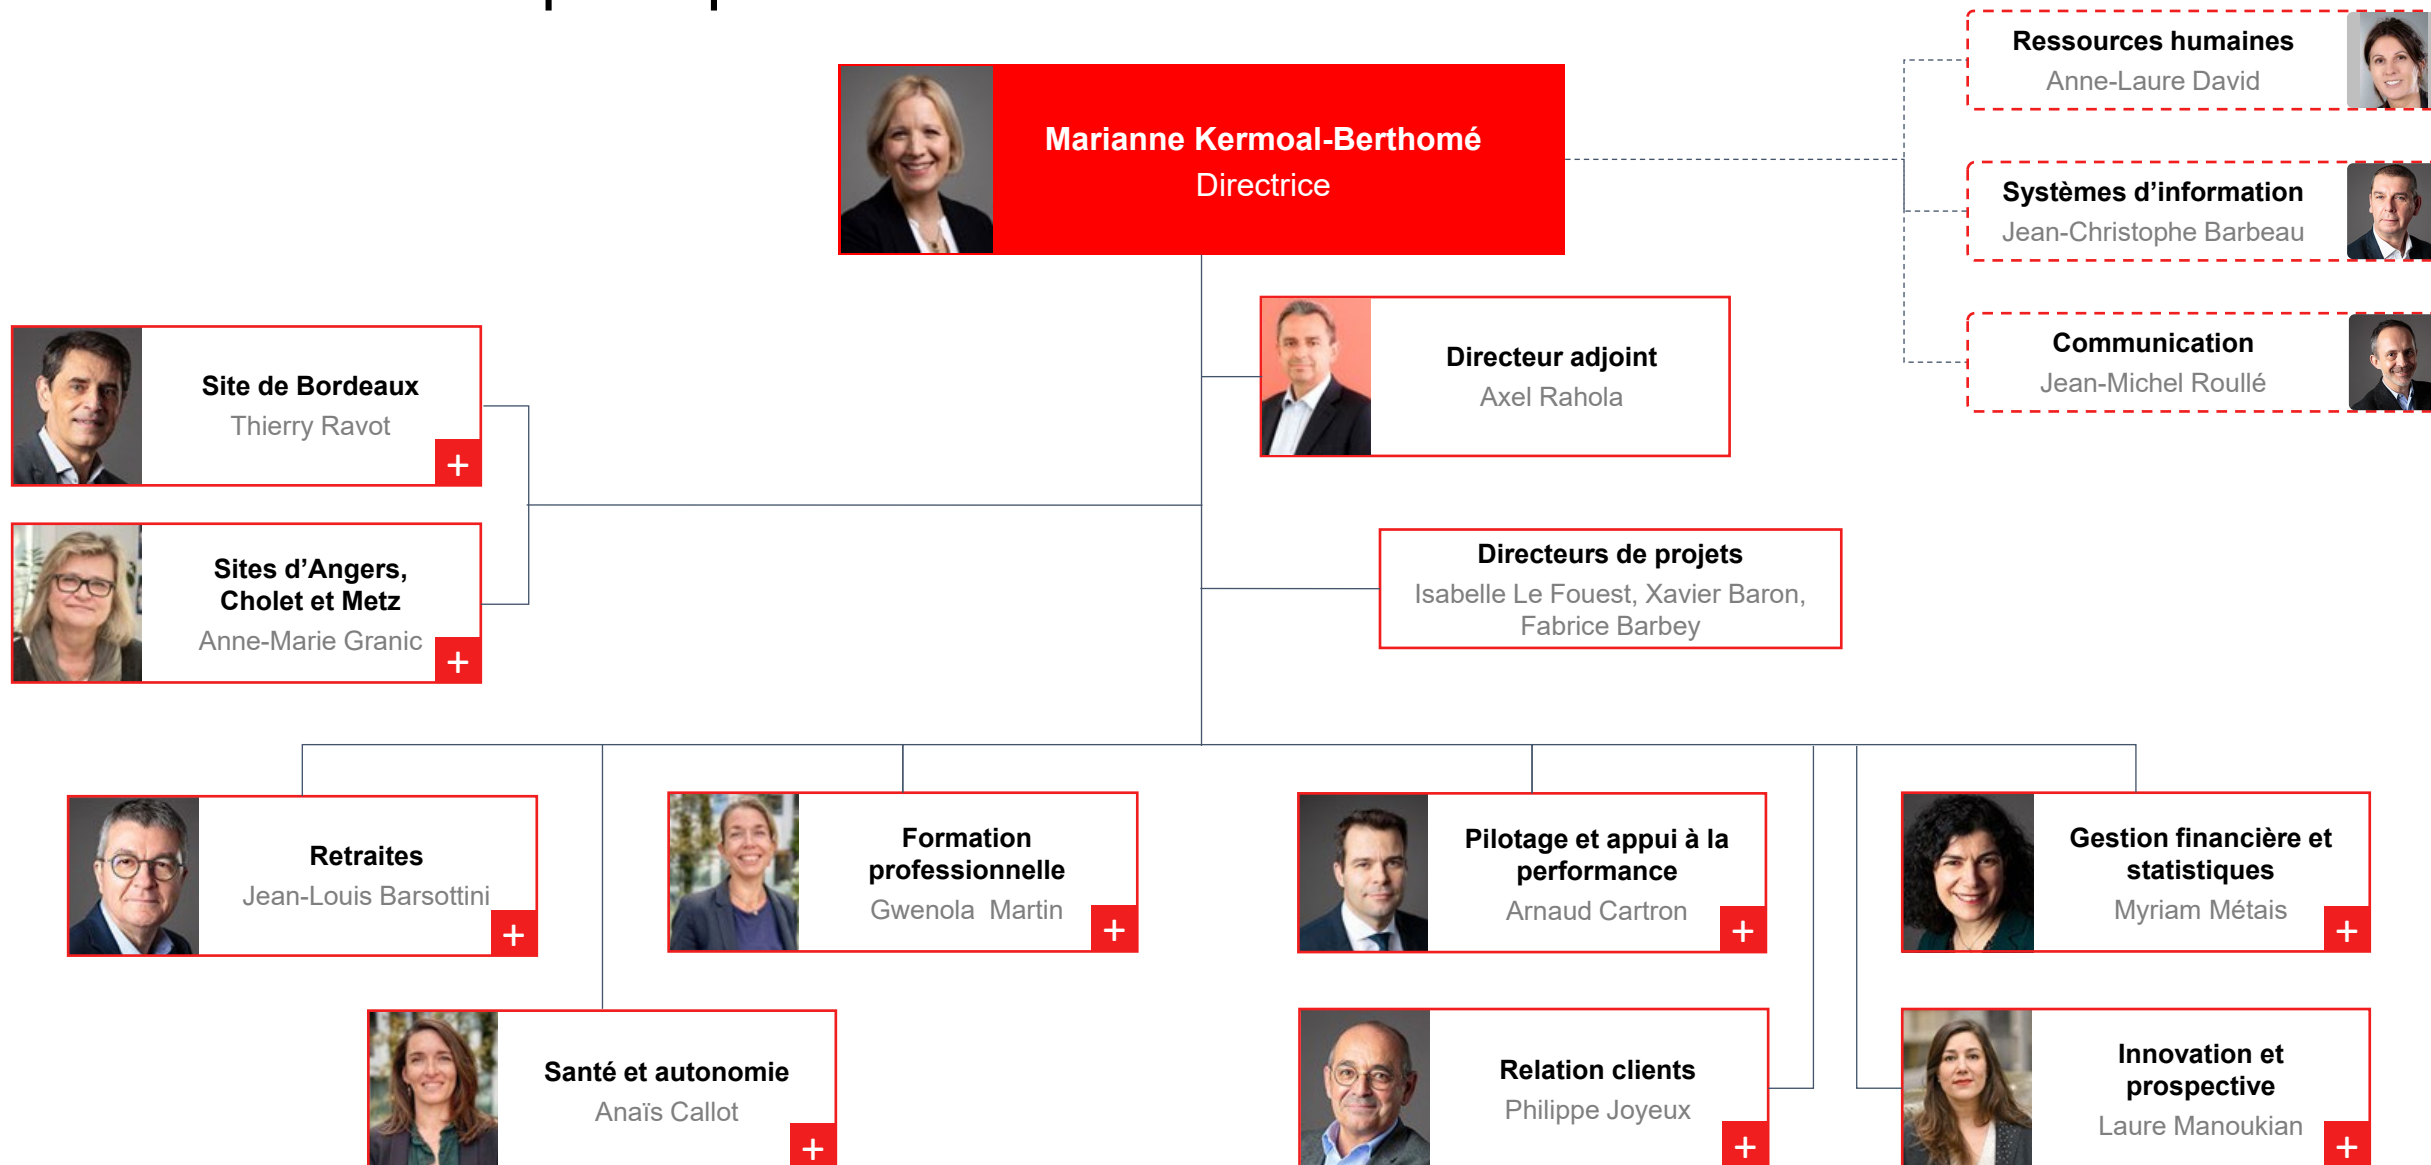 Marianne Kermoal-Berthomé
Directrice
Ressources humaines
Anne-Laure David
Systèmes d’information
Jean-Christophe Barbeau
Communication
Jean-Michel Roullé
Directeur adjoint
Axel Rahola
Site de Bordeaux
Thierry Ravot
+
Sites d’Angers,
Cholet et Metz
Anne-Marie Granic
+
Directeurs de projets
Isabelle Le Fouest, Xavier Baron,
Fabrice Barbey
Retraites
Jean-Louis Barsottini
+
Formation
professionnelle
Gwenola  Martin
+
Pilotage et appui à la
performance
Arnaud Cartron
+
Gestion financière et
statistiques
Myriam Métais
+
Santé et autonomie
Anaïs Callot
+
Relation clients
Philippe Joyeux
+
Innovation et
prospective
Laure Manoukian
+